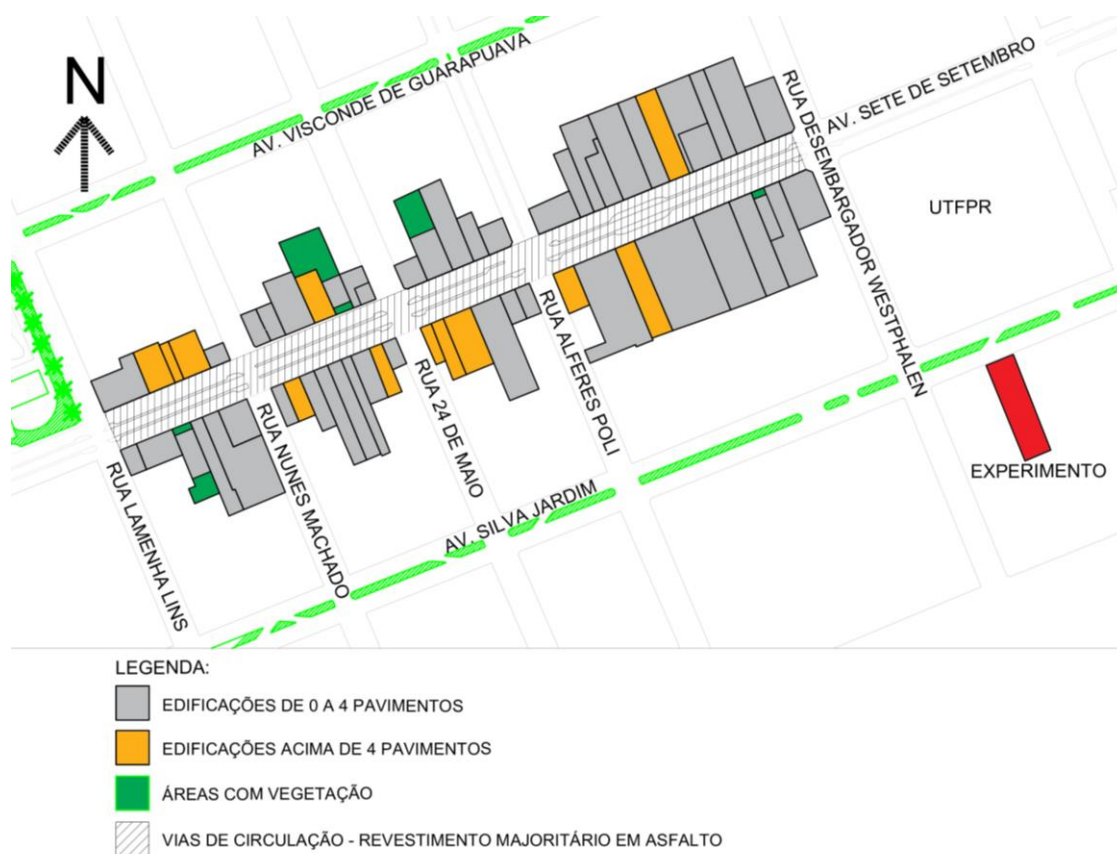 N
AV. VISCONDE DE GUARAPUAVA
RUA DESEMBARGADOR WESTPHALEN
AV. SETE DE SETEMBRO
UTFPR
RUA ALFERES POLI
RUA 24 DE MAIO
RUA NUNES MACHADO
RUA LAMENHA LINS
AV. SILVA JARDIM
EXPERIMENTO
LEGENDA:
EDIFICAÇÕES DE 0 A 4 PAVIMENTOS
EDIFICAÇÕES ACIMA DE 4 PAVIMENTOS
ÁREAS COM VEGETAÇÃO
VIAS DE CIRCULAÇÃO - REVESTIMENTO MAJORITÁRIO EM ASFALTO